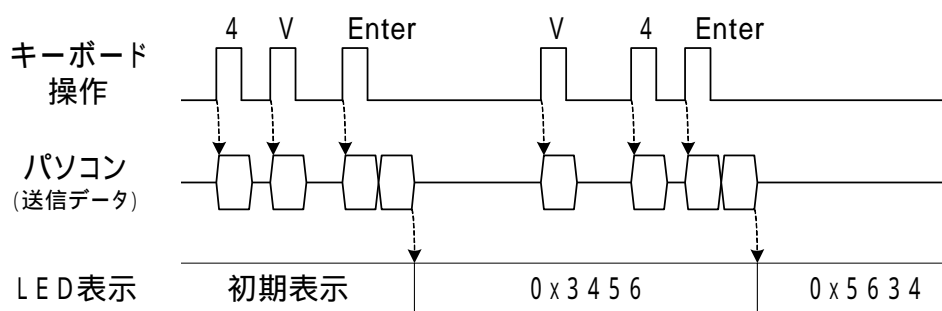 4 V Enter V 4 Enter
キーボード
操作
パソコン
(送信データ)
LED表示 初期表示 0x3456 0x5634